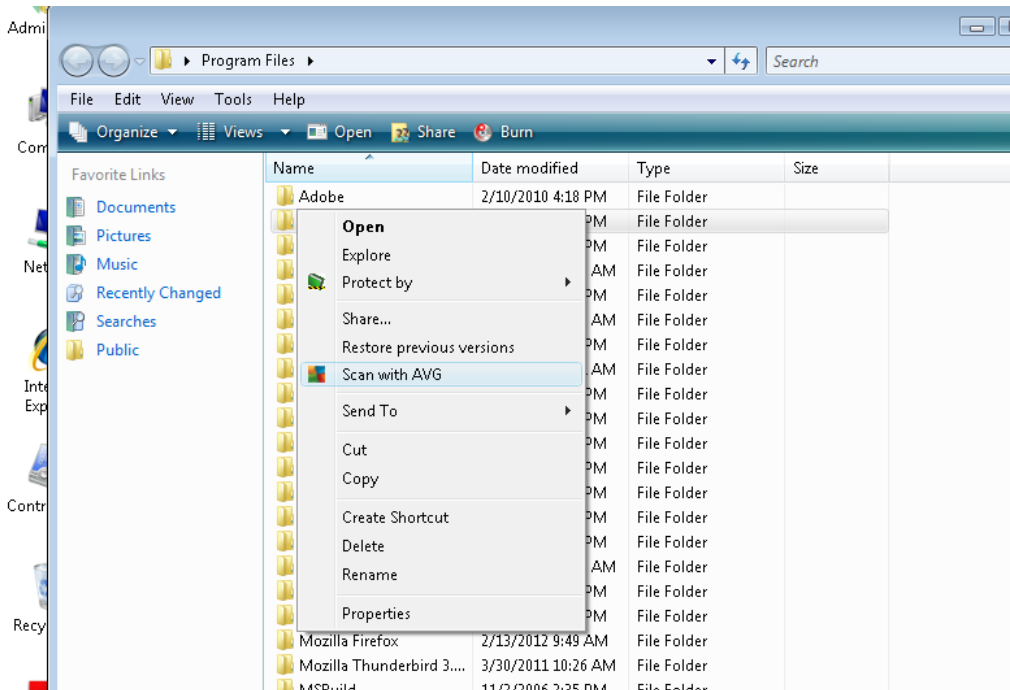 Admi
Program Files
Search
File Edit View Tools Help
Organize Views Open Share Burn
Com
Favorite Links
Name Date modified Type Size
Adobe 2/10/2010 4:18 PM File Folder
Documents
Open PM File Folder
Pictures
Explore PM File Folder
Music
Net
Protect by AM File Folder
Recently Changed
PM File Folder
Searches
Share... AM File Folder
Public
Restore previous versions PM File Folder
Scan with AVG AM File Folder
Inte
PM File Folder
Exp
Send To PM File Folder
PM File Folder
Cut PM File Folder
Copy PM File Folder
Contr
Create Shortcut PM File Folder
Delete PM File Folder
Rename AM File Folder
PM File Folder
Properties PM File Folder
Recy
Mozilla Firefox 2/13/2012 9:49 AM File Folder
Mozilla Thunderbird 3.... 3/30/2011 10:26 AM File Folder
MSBuild 11/2/2006 2:35 PM File Folder